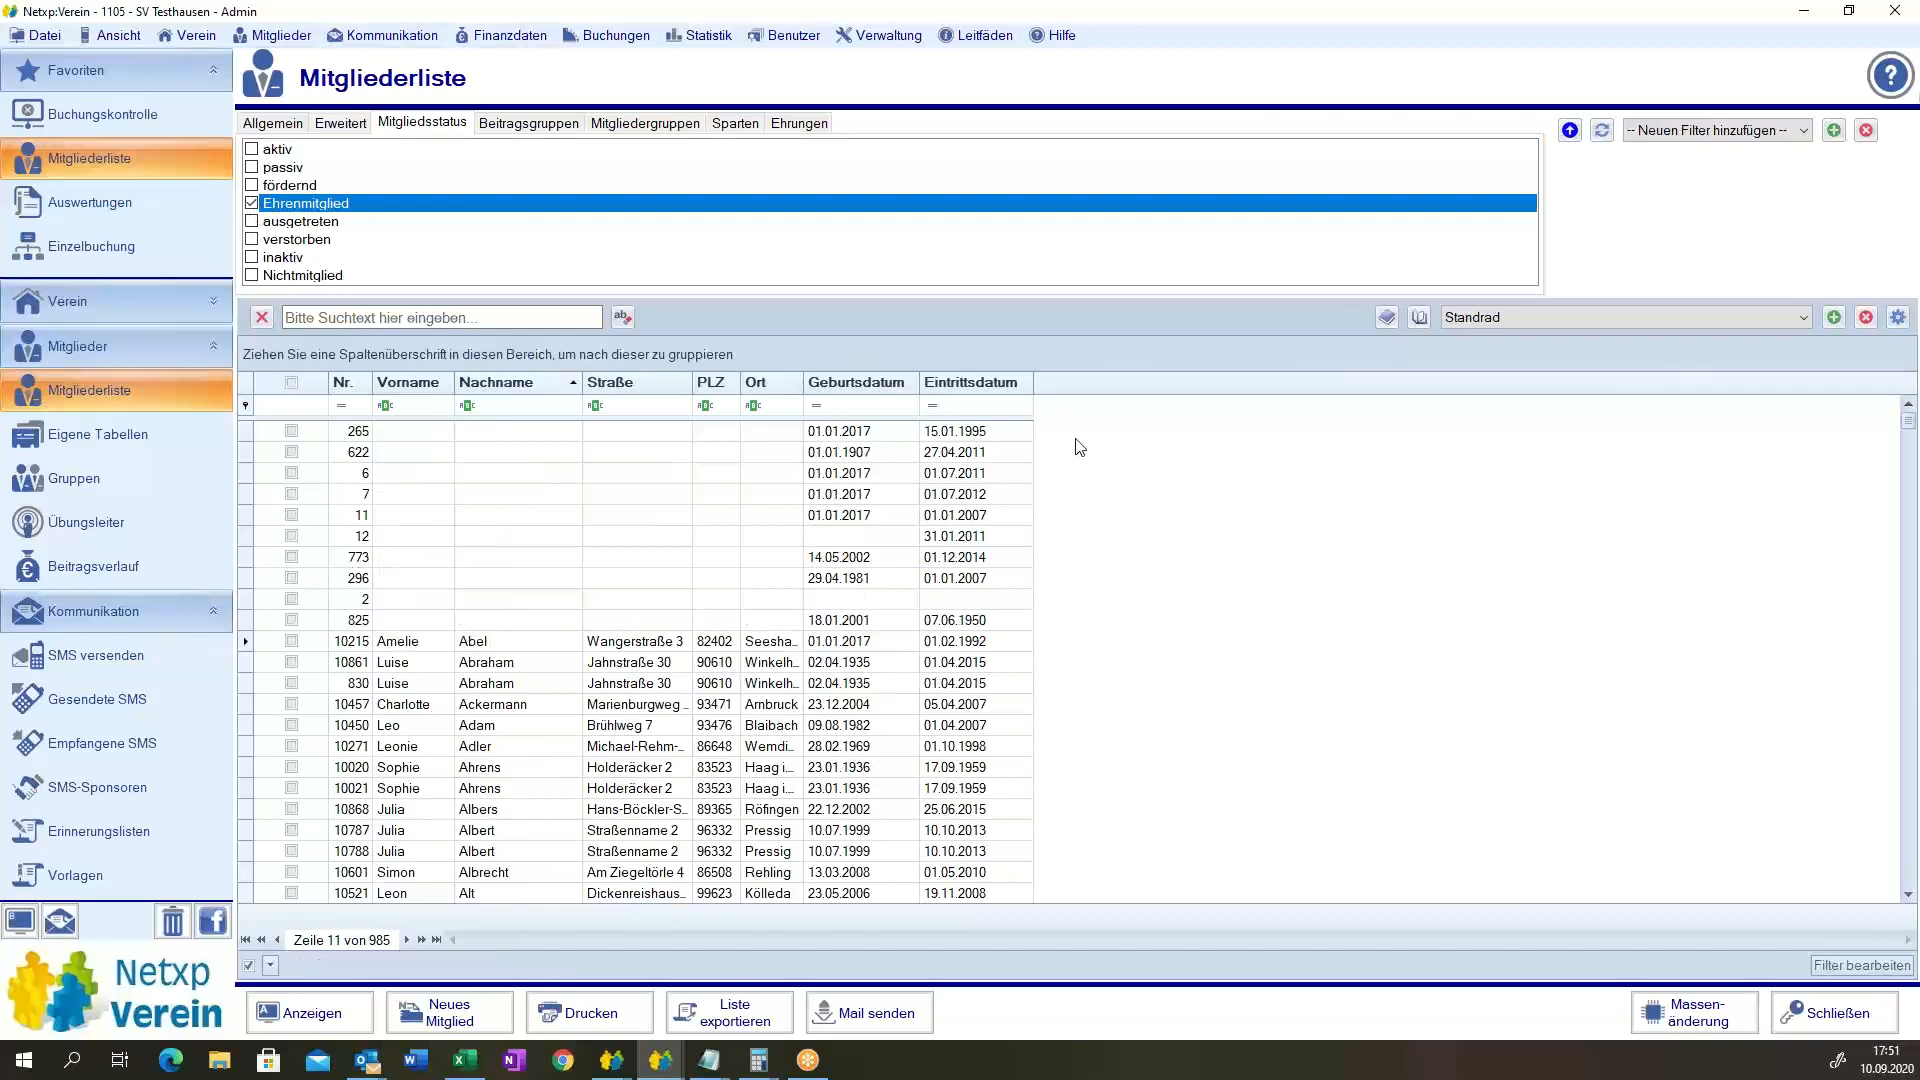 Netxp:Verein - 1105 - SV Testhausen - Admin
Datei Ansicht Verein Mitglieder Kommunikation Finanzdaten Buchungen Statistik Benutzer Verwaltung Leitfäden Hilfe
Favoriten
Buchungskontrolle
Mitgliederliste
Auswertungen
Einzelbuchung
Verein
Mitglieder
Mitgliederliste
Eigene Tabellen
Gruppen
Übungsleiter
Beitragsverlauf
Kommunikation
SMS versenden
Gesendete SMS
Empfangene SMS
SMS-Sponsoren
Erinnerungslisten
Vorlagen
Netxp
Verein
Mitgliederliste
Allgemein Erweitert Mitgliedsstatus Beitragsgruppen Mitgliedergruppen Sparten Ehrungen
-- Neuen Filter hinzufügen --
aktiv
passiv
fördernd
Ehrenmitglied
ausgetreten
verstorben
inaktiv
Nichtmitglied
Bitte Suchtext hier eingeben...
Standrad
Ziehen Sie eine Spaltenüberschrift in diesen Bereich, um nach dieser zu gruppieren
Nr. Vorname Nachname Straße PLZ Ort Geburtsdatum Eintrittsdatum
265 01.01.2017 15.01.1995
622 01.01.1907 27.04.2011
6 01.01.2017 01.07.2011
7 01.01.2017 01.07.2012
11 01.01.2017 01.01.2007
12 31.01.2011
773 14.05.2002 01.12.2014
296 29.04.1981 01.01.2007
2
825 18.01.2001 07.06.1950
10215 Amelie Abel Wangerstraße 3 82402 Seesha... 01.01.2017 01.02.1992
10861 Luise Abraham Jahnstraße 30 90610 Winkelh... 02.04.1935 01.04.2015
830 Luise Abraham Jahnstraße 30 90610 Winkelh... 02.04.1935 01.04.2015
10457 Charlotte Ackermann Marienburgweg ... 93471 Arnbruck 23.12.2004 05.04.2007
10450 Leo Adam Brühlweg 7 93476 Blaibach 09.08.1982 01.04.2007
10271 Leonie Adler Michael-Rehm-... 86648 Wemdi... 28.02.1969 01.10.1998
10020 Sophie Ahrens Holderäcker 2 83523 Haag i... 23.01.1936 17.09.1959
10021 Sophie Ahrens Holderäcker 2 83523 Haag i... 23.01.1936 17.09.1959
10868 Julia Albers Hans-Böckler-S... 89365 Röfingen 22.12.2002 25.06.2015
10787 Julia Albert Straßenname 2 96332 Pressig 10.07.1999 10.10.2013
10788 Julia Albert Straßenname 2 96332 Pressig 10.07.1999 10.10.2013
10601 Simon Albrecht Am Ziegeltörle 4 86508 Rehling 13.03.2008 01.05.2010
10521 Leon Alt Dickenreishaus... 99623 Kölleda 23.05.2006 19.11.2008
Zeile 11 von 985
Filter bearbeiten
Anzeigen
Neues Mitglied
Drucken
Liste exportieren
Mail senden
Massen-
änderung
Schließen
17:51
10.09.2020